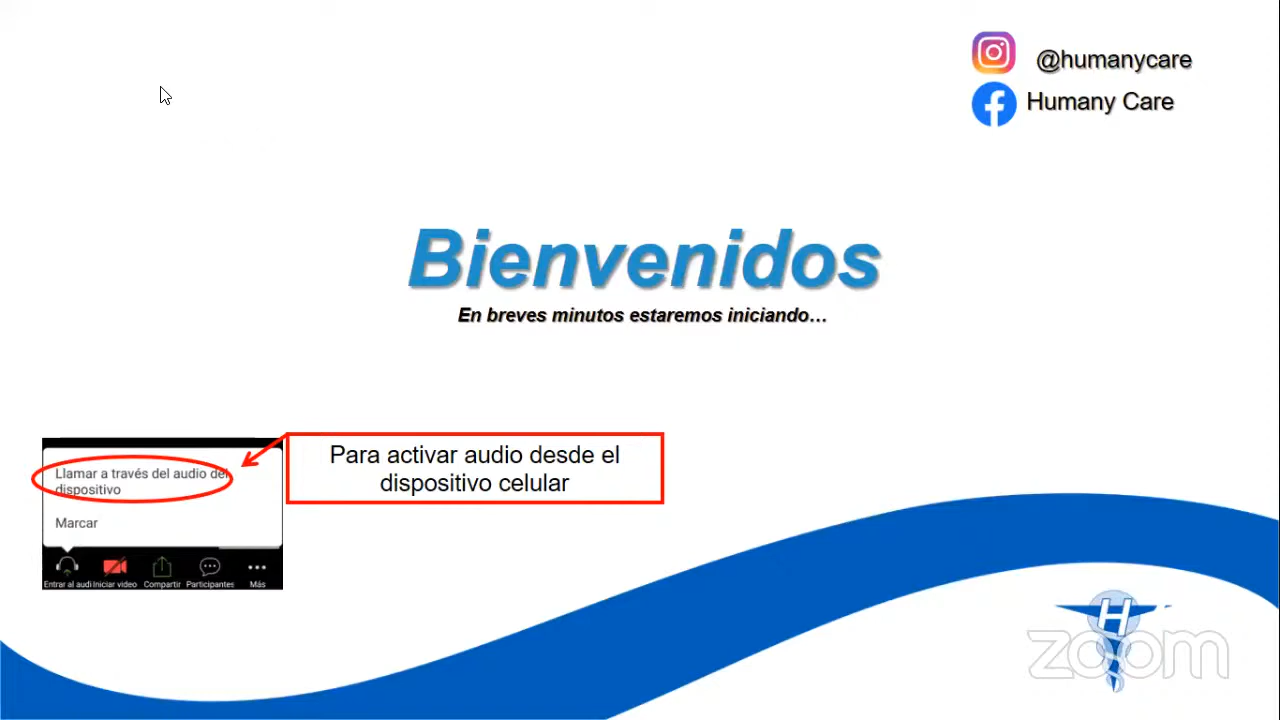 @humanycare
Humany Care
Bienvenidos
En breves minutos estaremos iniciando...
Para activar audio desde el
dispositivo celular
Llamar a través del audio del
dispositivo
Marcar
Entrar al audi Iniciar video Compartir Participantes Más
H
zoom